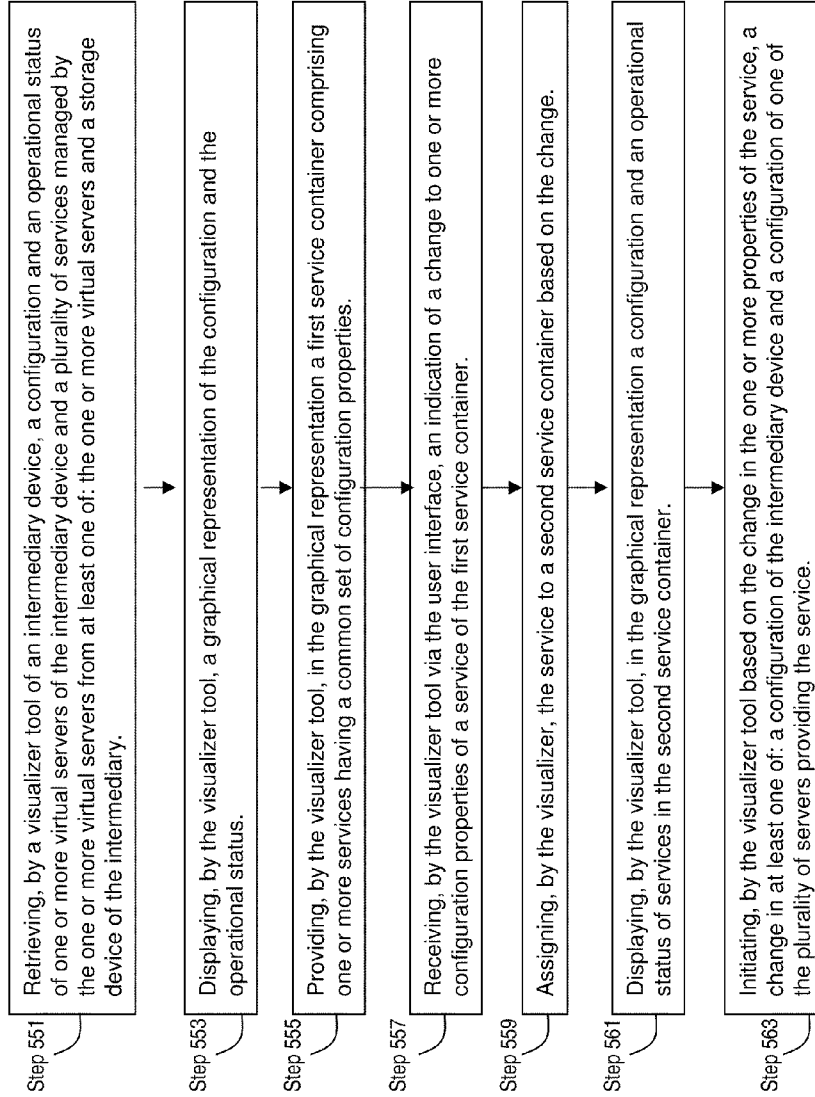 Step 551
Retrieving, by a visualizer tool of an intermediary device, a configuration and an operational status
of one or more virtual servers of the intermediary device and a plurality of services managed by
the one or more virtual servers from at least one of: the one or more virtual servers and a storage
device of the intermediary.
Step 553
Displaying, by the visualizer tool, a graphical representation of the configuration and the
operational status.
Step 555
Providing, by the visualizer tool, in the graphical representation a first service container comprising
one or more services having a common set of configuration properties.
Step 557
Receiving, by the visualizer tool via the user interface, an indication of a change to one or more
configuration properties of a service of the first service container.
Step 559
Assigning, by the visualizer, the service to a second service container based on the change.
Step 561
Displaying, by the visualizer tool, in the graphical representation a configuration and an operational
status of services in the second service container.
Step 563
Initiating, by the visualizer tool based on the change in the one or more properties of the service, a
change in at least one of: a configuration of the intermediary device and a configuration of one of
the plurality of servers providing the service.